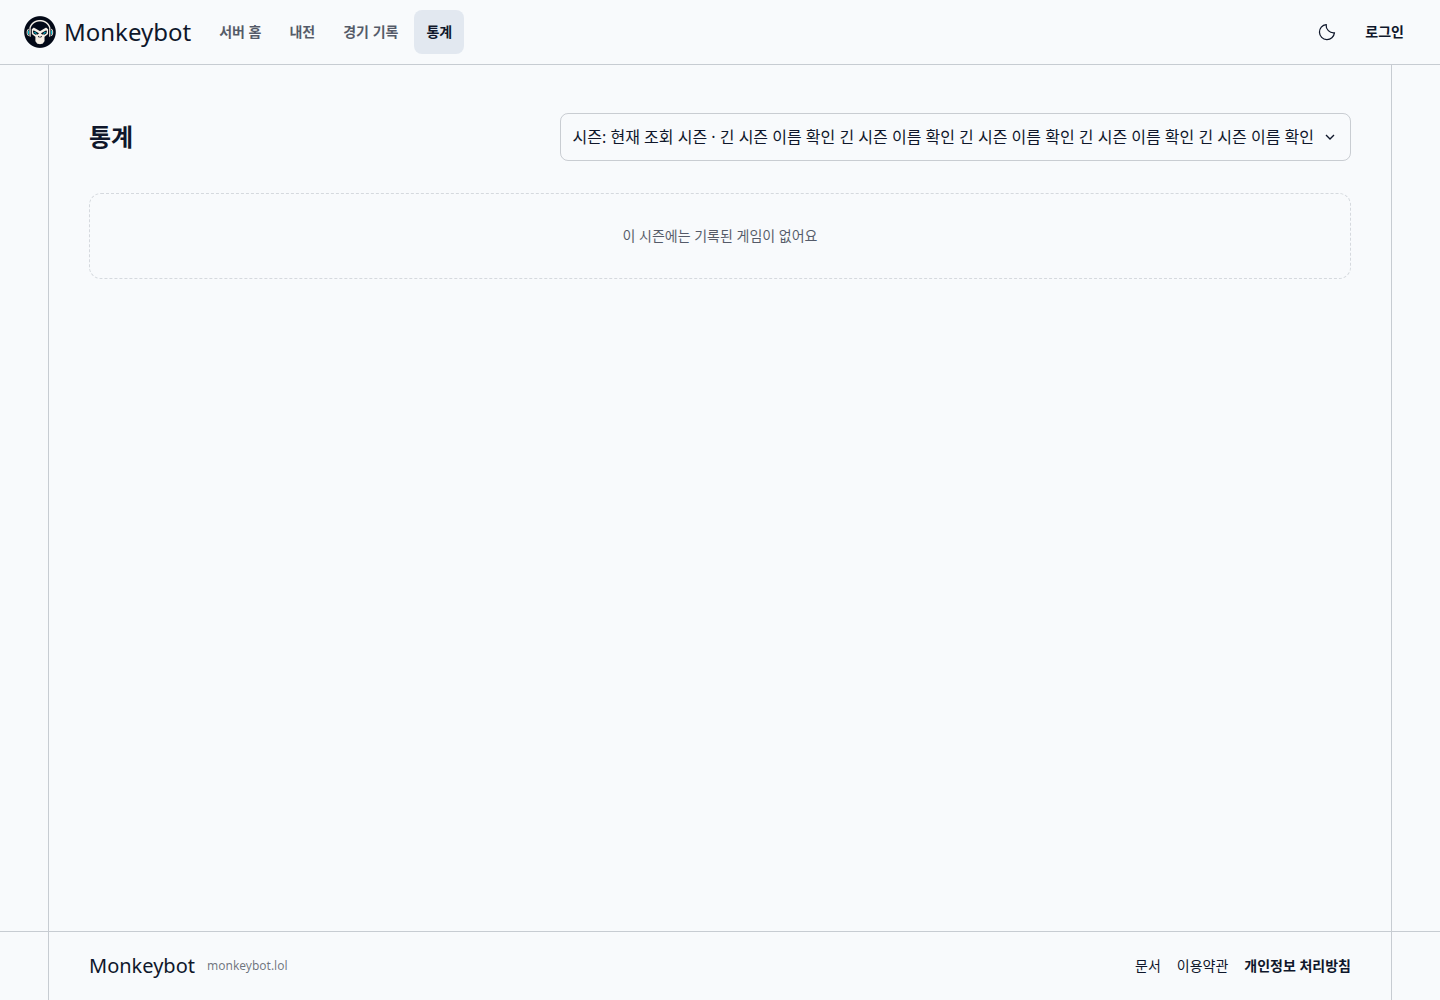 Monkeybot 서버 홈 내전 경기 기록 통계 로그인
통계
시즌: 현재 조회 시즌 · 긴 시즌 이름 확인 긴 시즌 이름 확인 긴 시즌 이름 확인 긴 시즌 이름 확인 긴 시즌 이름 확인
이 시즌에는 기록된 게임이 없어요
Monkeybot monkeybot.lol 문서 이용약관 개인정보 처리방침